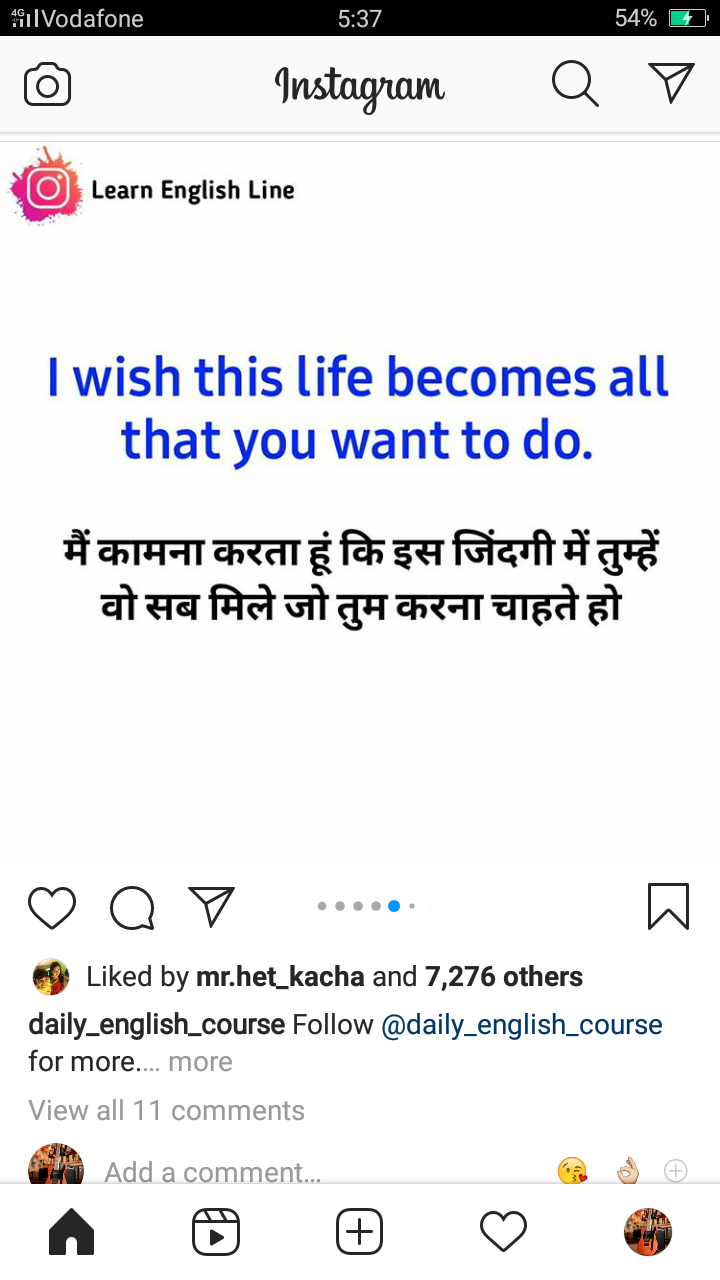 4G Vodafone 5:37 54%
Instagram
Learn English Line
I wish this life becomes all
that you want to do.
मैं कामना करता हूं कि इस जिंदगी में तुम्हें
वो सब मिले जो तुम करना चाहते हो
Liked by mr.het_kacha and 7,276 others
daily_english_course Follow @daily_english_course
for more.... more
View all 11 comments
Add a comment...